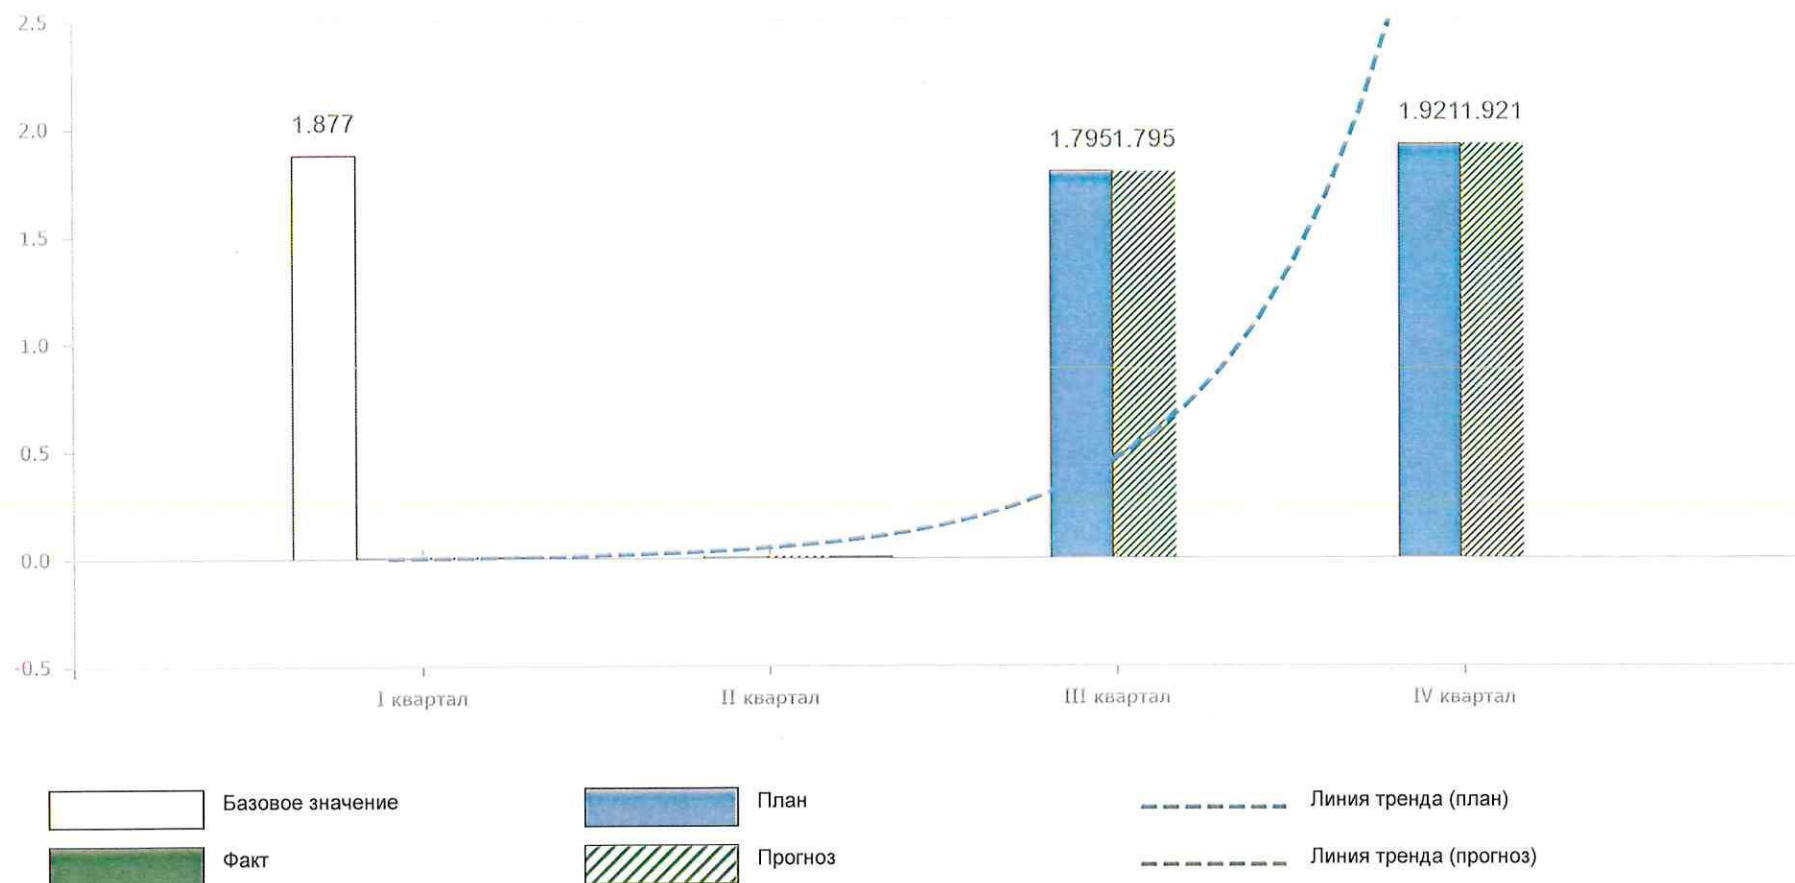 2.5
2.0
1.5
1.0
0.5
0.0
-0.5
1.877
1.7951.795
1.9211.921
I квартал
II квартал
III квартал
IV квартал
Базовое значение
План
Линия тренда (план)
Факт
Прогноз
Линия тренда (прогноз)